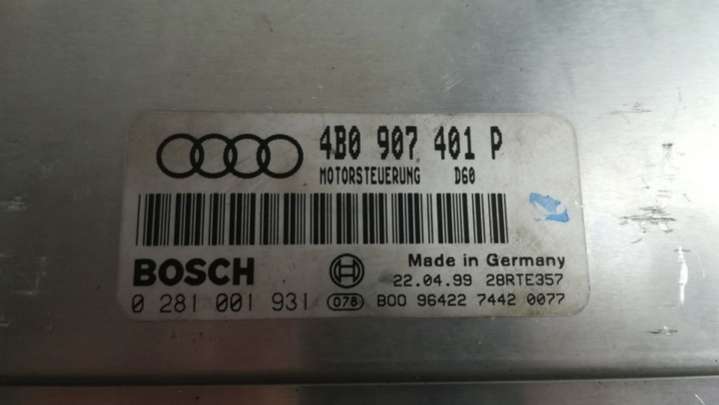 4B0 907 401 P
MOTORSTEUERUNG D60
BOSCH
Made in Germany
22.04.99 28RTE357
0 281 001 931 078 B00 96422 7442 0077